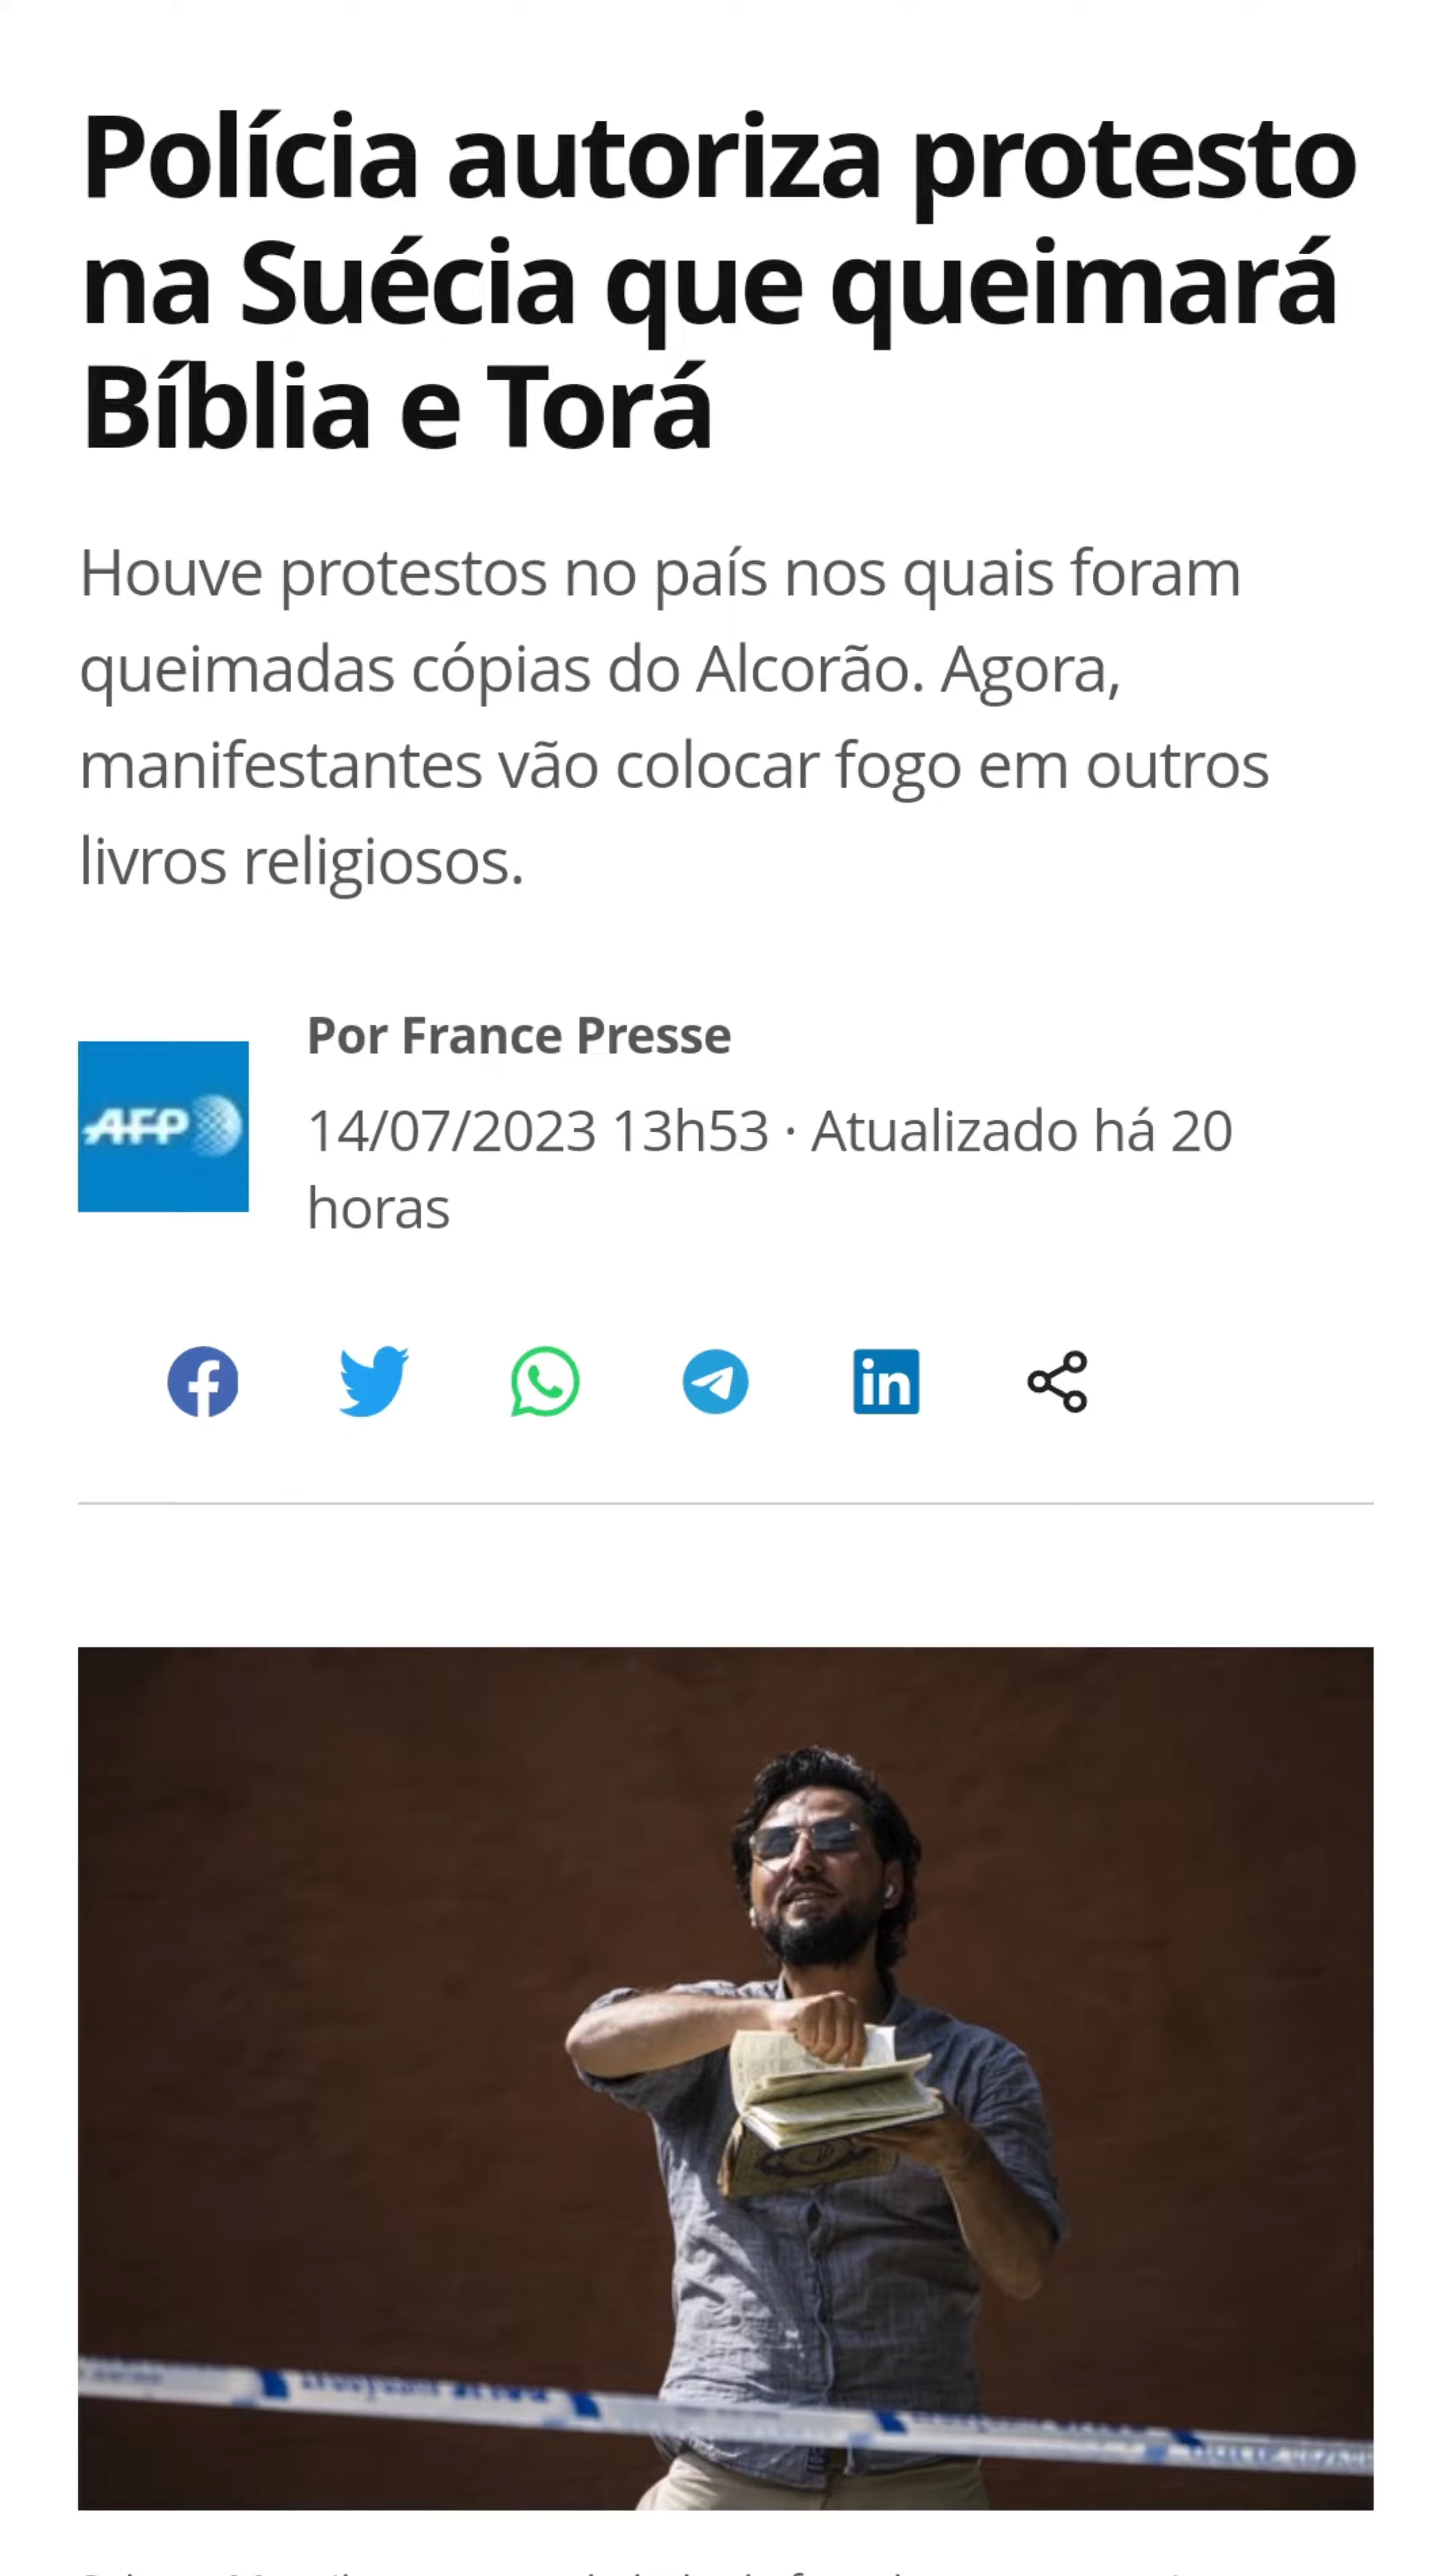 Polícia autoriza protesto
na Suécia que queimará
Bíblia e Torá
Houve protestos no país nos quais foram
queimadas cópias do Alcorão. Agora,
manifestantes vão colocar fogo em outros
livros religiosos.
AFP
Por France Presse
14/07/2023 13h53 · Atualizado há 20
horas